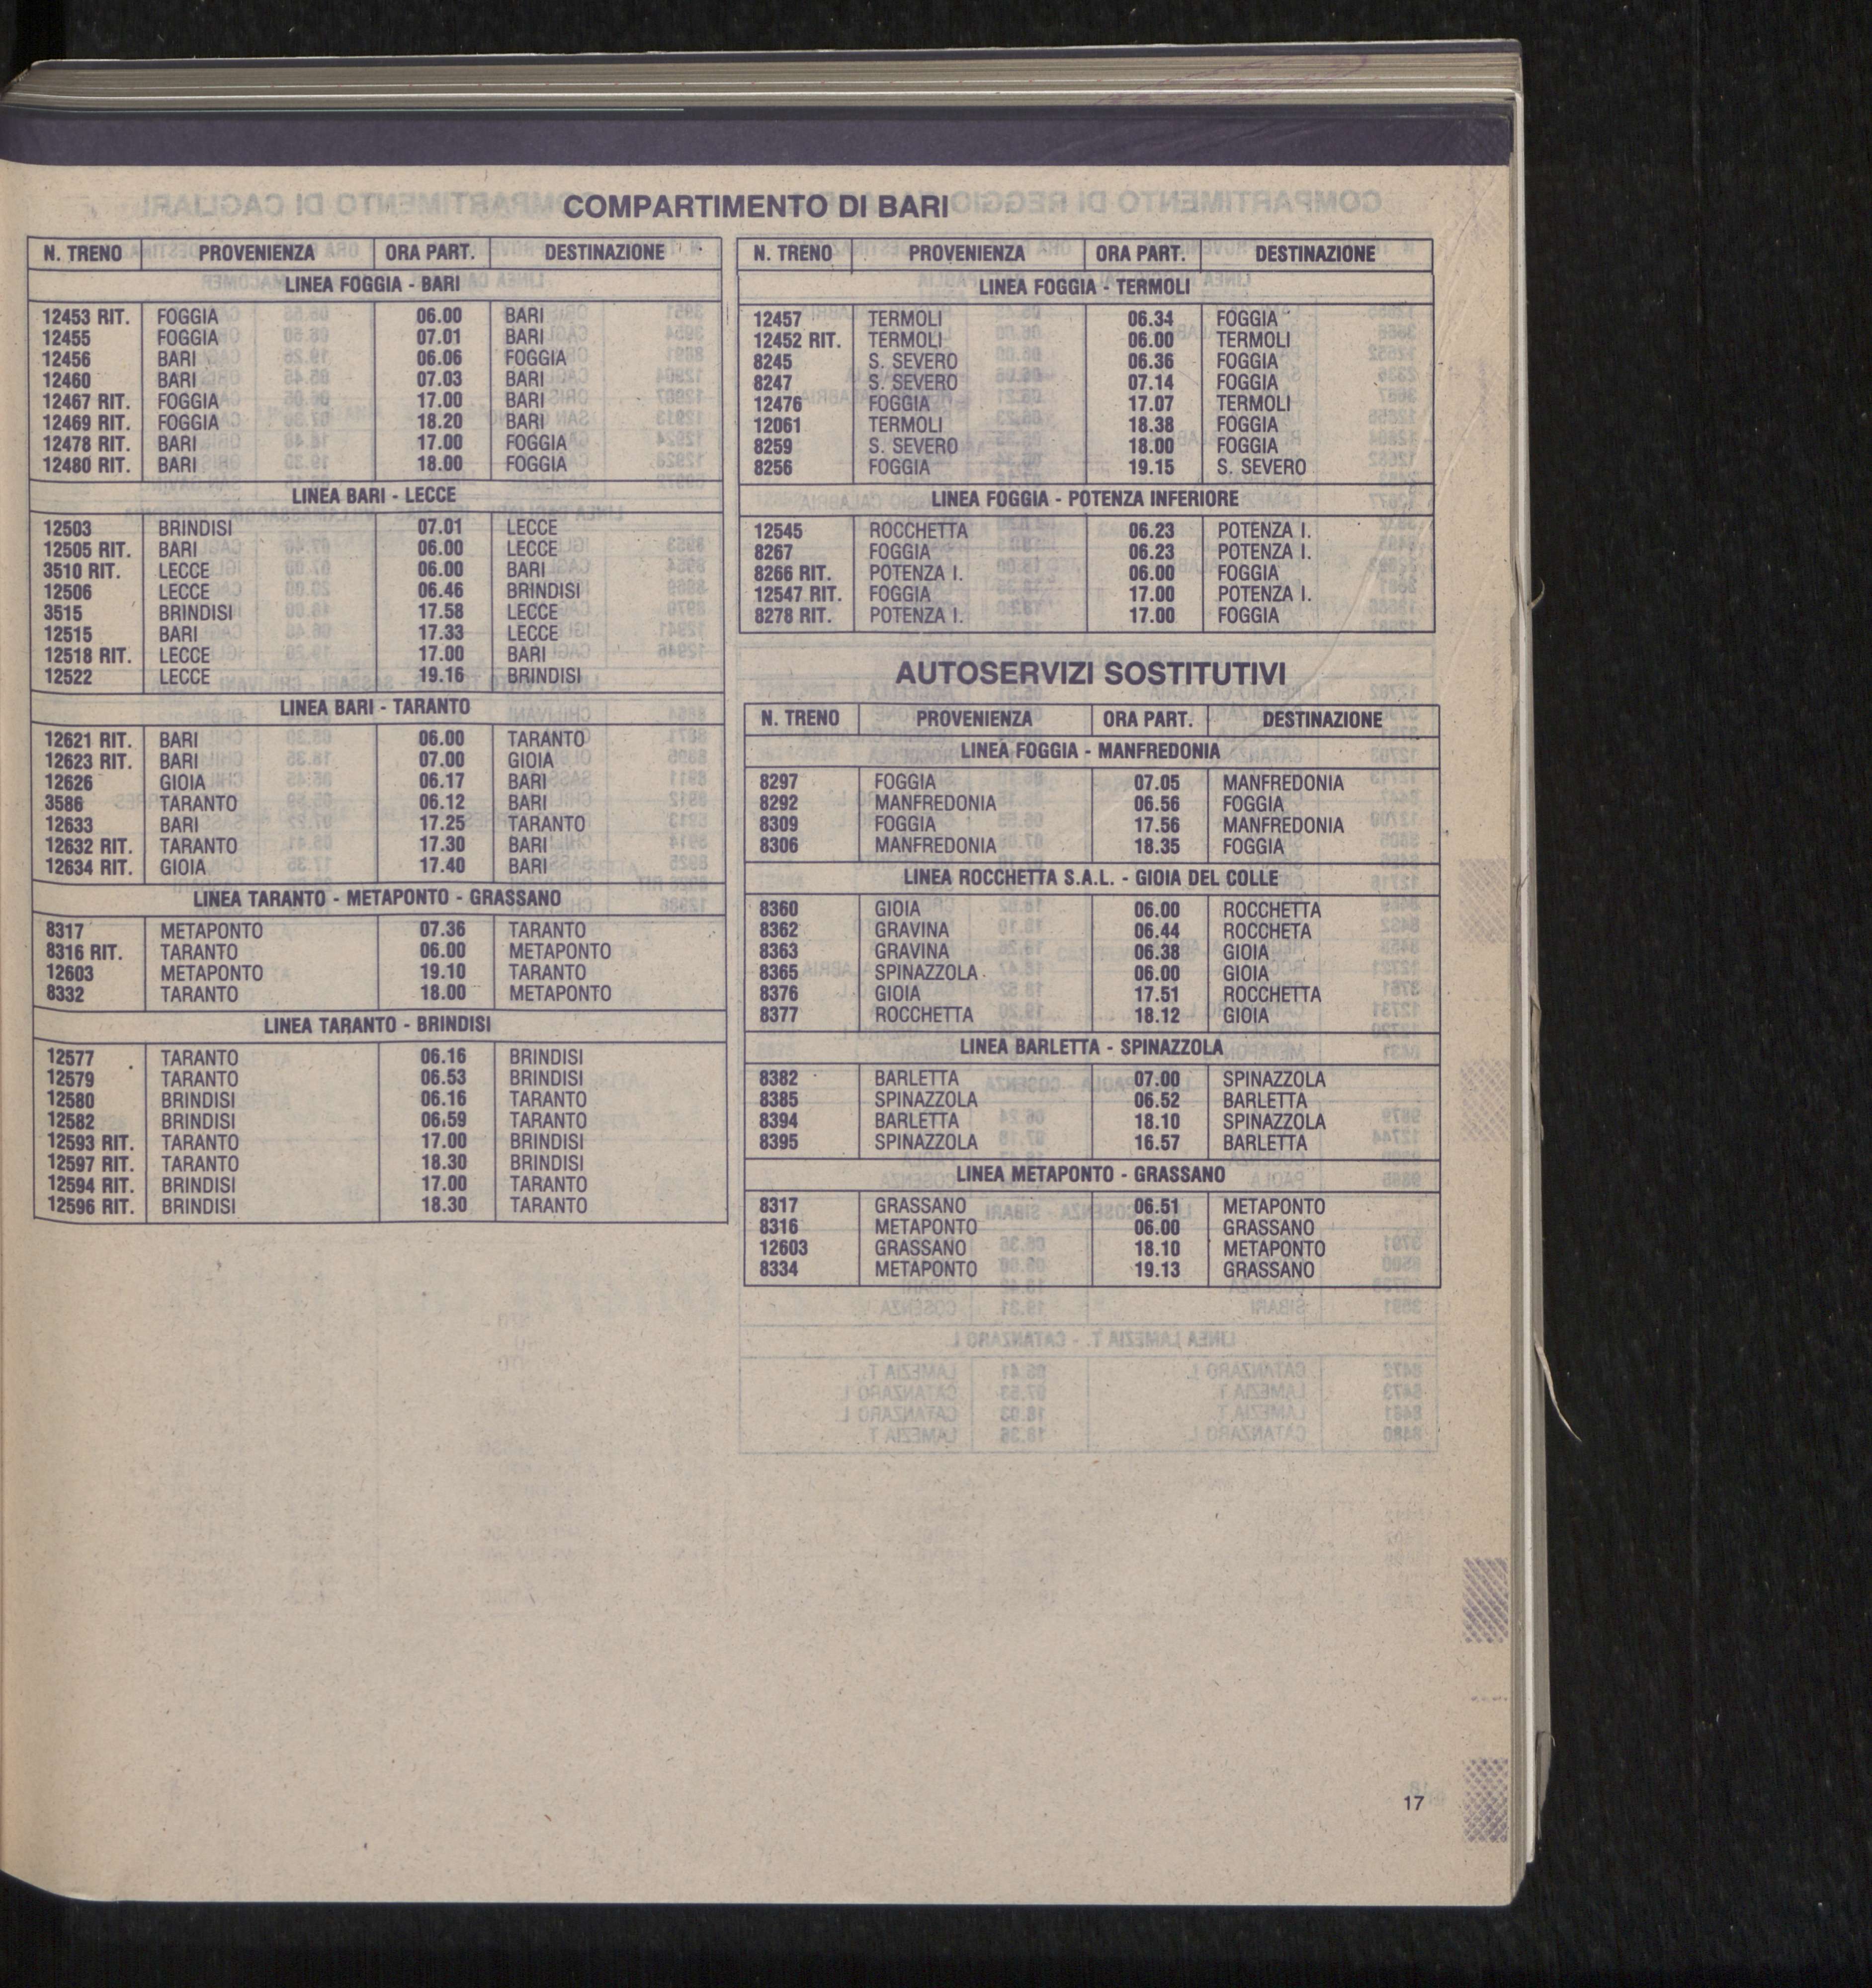 COMPARTIMENTO DI BARI
N. TRENO PROVENIENZA ORA PART. DESTINAZIONE
LINEA FOGGIA - BARI
12453 RIT. FOGGIA 06.00 BARI
12455 FOGGIA 07.01 BARI
12456 BARI 06.06 FOGGIA
12460 BARI 07.03 BARI
12467 RIT. FOGGIA 17.00 BARI
12469 RIT. FOGGIA 18.20 BARI
12478 RIT. BARI 17.00 FOGGIA
12480 RIT. BARI 18.00 FOGGIA
LINEA BARI - LECCE
12503 BRINDISI 07.01 LECCE
12505 RIT. BARI 06.00 LECCE
3510 RIT. LECCE 06.00 BARI
12506 LECCE 06.46 BRINDISI
3515 BRINDISI 17.58 LECCE
12515 BARI 17.33 LECCE
12518 RIT. LECCE 17.00 BARI
12522 LECCE 19.16 BRINDISI
LINEA BARI - TARANTO
12621 RIT. BARI 06.00 TARANTO
12623 RIT. BARI 07.00 GIOIA
12626 GIOIA 06.17 BARI
3586 TARANTO 06.12 BARI
12633 BARI 17.25 TARANTO
12632 RIT. TARANTO 17.30 BARI
12634 RIT. GIOIA 17.40 BARI
LINEA TARANTO - METAPONTO - GRASSANO
8317 METAPONTO 07.36 TARANTO
8316 RIT. TARANTO 06.00 METAPONTO
12603 METAPONTO 19.10 TARANTO
8332 TARANTO 18.00 METAPONTO
LINEA TARANTO - BRINDISI
12577 TARANTO 06.16 BRINDISI
12579 TARANTO 06.53 BRINDISI
12580 BRINDISI 06.16 TARANTO
12582 BRINDISI 06.59 TARANTO
12593 RIT. TARANTO 17.00 BRINDISI
12597 RIT. TARANTO 18.30 BRINDISI
12594 RIT. BRINDISI 17.00 TARANTO
12596 RIT. BRINDISI 18.30 TARANTO
N. TRENO PROVENIENZA ORA PART. DESTINAZIONE
LINEA FOGGIA - TERMOLI
12457 TERMOLI 06.34 FOGGIA
12452 RIT. TERMOLI 06.00 TERMOLI
8245 S. SEVERO 06.36 FOGGIA
8247 S. SEVERO 07.14 FOGGIA
12476 FOGGIA 17.07 TERMOLI
12061 TERMOLI 18.38 FOGGIA
8259 S. SEVERO 18.00 FOGGIA
8256 FOGGIA 19.15 S. SEVERO
LINEA FOGGIA - POTENZA INFERIORE
12545 ROCCHETTA 06.23 POTENZA I.
8267 FOGGIA 06.23 POTENZA I.
8266 RIT. POTENZA I. 06.00 FOGGIA
12547 RIT. FOGGIA 17.00 POTENZA I.
8278 RIT. POTENZA I. 17.00 FOGGIA
AUTOSERVIZI SOSTITUTIVI
N. TRENO PROVENIENZA ORA PART. DESTINAZIONE
LINEA FOGGIA - MANFREDONIA
8297 FOGGIA 07.05 MANFREDONIA
8292 MANFREDONIA 06.56 FOGGIA
8309 FOGGIA 17.56 MANFREDONIA
8306 MANFREDONIA 18.35 FOGGIA
LINEA ROCCHETTA S.A.L. - GIOIA DEL COLLE
8360 GIOIA 06.00 ROCCHETTA
8362 GRAVINA 06.44 ROCCHETA
8363 GRAVINA 06.38 GIOIA
8365 SPINAZZOLA 06.00 GIOIA
8376 GIOIA 17.51 ROCCHETTA
8377 ROCCHETTA 18.12 GIOIA
LINEA BARLETTA - SPINAZZOLA
8382 BARLETTA 07.00 SPINAZZOLA
8385 SPINAZZOLA 06.52 BARLETTA
8394 BARLETTA 18.10 SPINAZZOLA
8395 SPINAZZOLA 16.57 BARLETTA
LINEA METAPONTO - GRASSANO
8317 GRASSANO 06.51 METAPONTO
8316 METAPONTO 06.00 GRASSANO
12603 GRASSANO 18.10 METAPONTO
8334 METAPONTO 19.13 GRASSANO
17